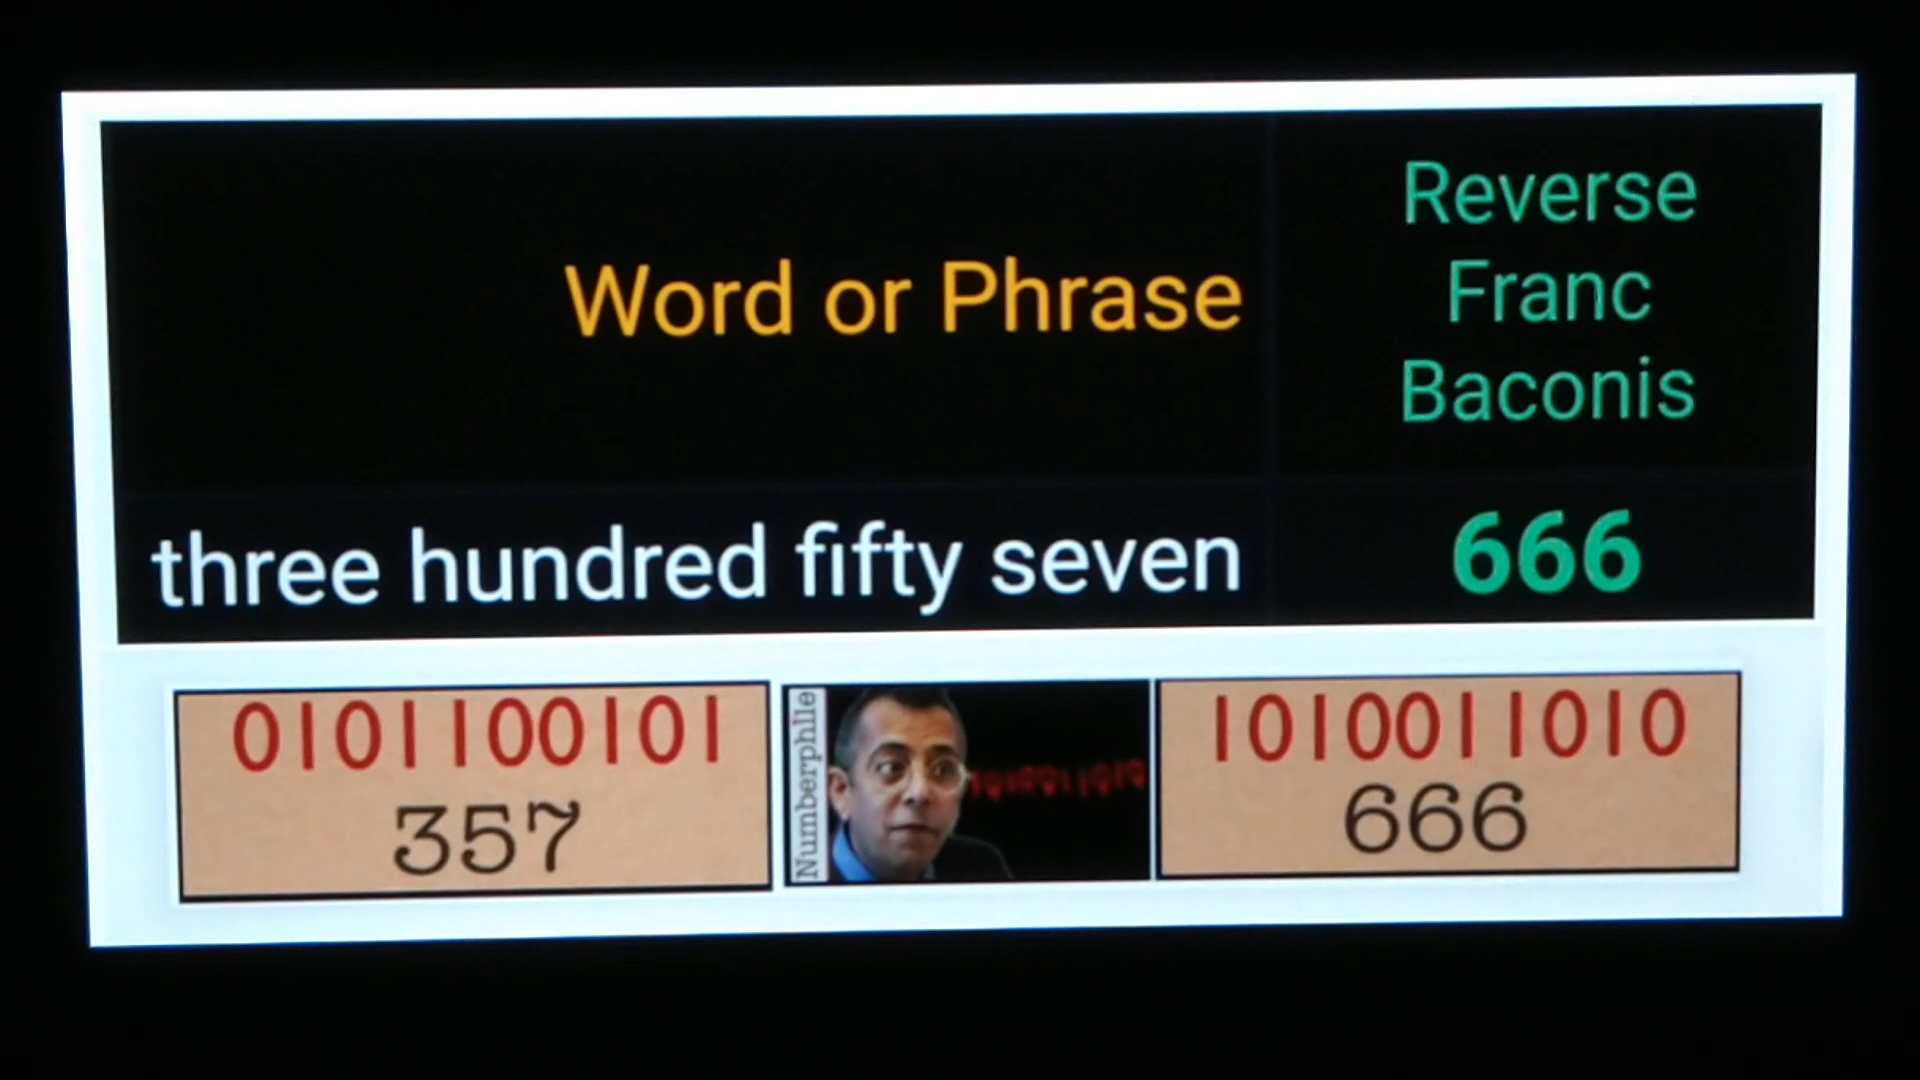 Word or Phrase
Reverse
Franc
Baconis
three hundred fifty seven
666
0101100101
357
Numberphile
1010011010
666